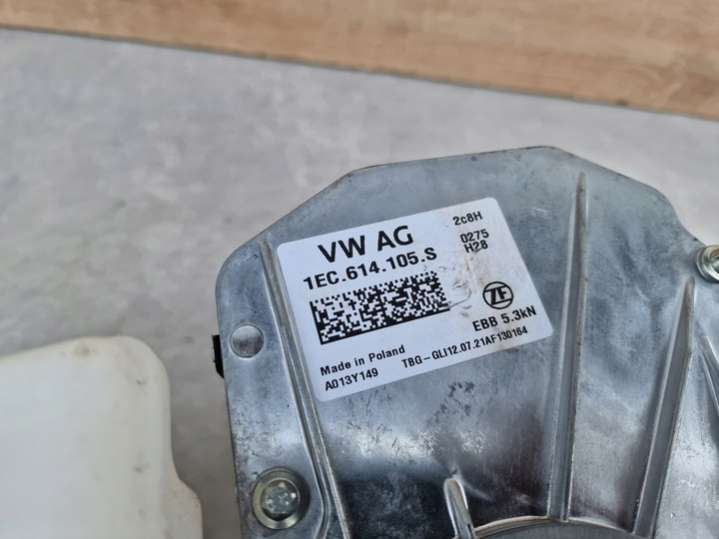 VW AG
2c8H
1EC.614.105.S
0275
H28
ZF
EBB 5.3kN
Made in Poland
A013Y149
TBG-GLI12.07.21AF130164